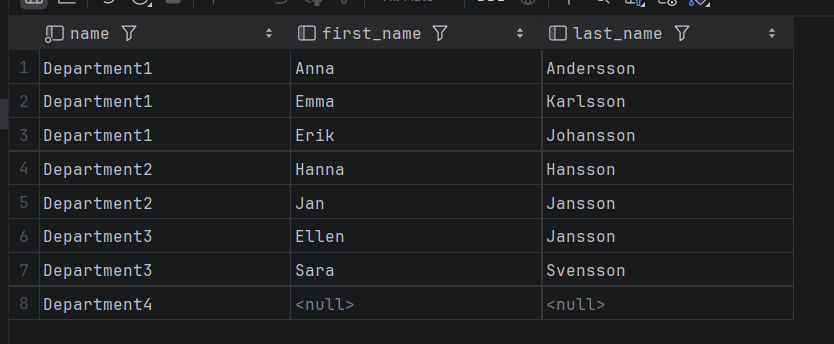 name first_name last_name
1 Department1 Anna Andersson
2 Department1 Emma Karlsson
3 Department1 Erik Johansson
4 Department2 Hanna Hansson
5 Department2 Jan Jansson
6 Department3 Ellen Jansson
7 Department3 Sara Svensson
8 Department4 <null> <null>